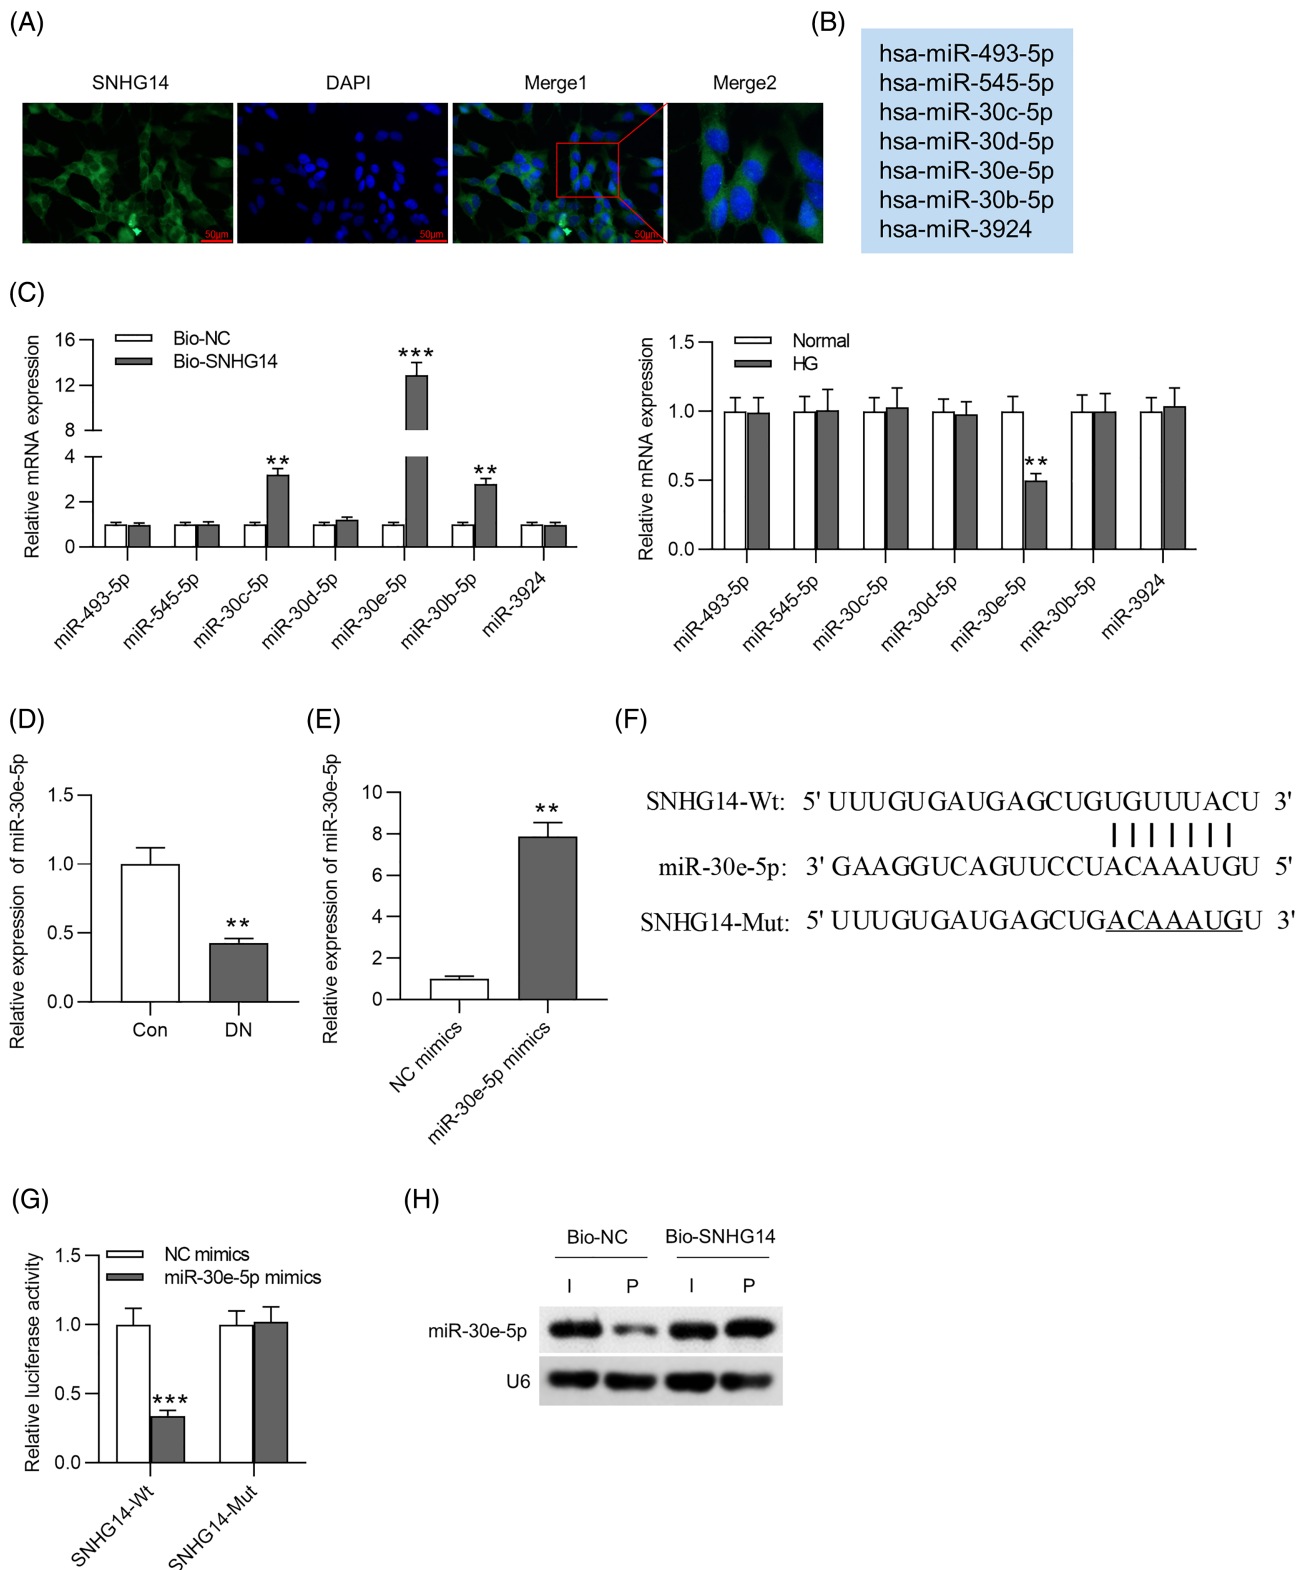 (A)
SNHG14 DAPI Merge1 Merge2
50μm 50μm 50μm
(B)
hsa-miR-493-5p
hsa-miR-545-5p
hsa-miR-30c-5p
hsa-miR-30d-5p
hsa-miR-30e-5p
hsa-miR-30b-5p
hsa-miR-3924
(C)
Relative mRNA expression
16
12
8
4
2
0
Bio-NC
Bio-SNHG14
** *** **
miR-493-5p miR-545-5p miR-30c-5p miR-30d-5p miR-30e-5p miR-30b-5p miR-3924
Relative mRNA expression
1.5
1.0
0.5
0.0
Normal
HG
**
miR-493-5p miR-545-5p miR-30c-5p miR-30d-5p miR-30e-5p miR-30b-5p miR-3924
(D)
Relative expression of miR-30e-5p
1.5
1.0
0.5
0.0
**
Con DN
(E)
Relative expression of miR-30e-5p
10
8
6
4
2
0
**
NC mimics miR-30e-5p mimics
(F)
SNHG14-Wt: 5' UUUGUGAUGAGCUGUGUUUACU 3'
miR-30e-5p: 3' GAAGGUCAGUUCCUACAAAUGU 5'
SNHG14-Mut: 5' UUUGUGAUGAGCUGACAAAUGU 3'
(G)
Relative luciferase activity
1.5
1.0
0.5
0.0
NC mimics
miR-30e-5p mimics
***
SNHG14-Wt SNHG14-Mut
(H)
Bio-NC Bio-SNHG14
I P I P
miR-30e-5p
U6